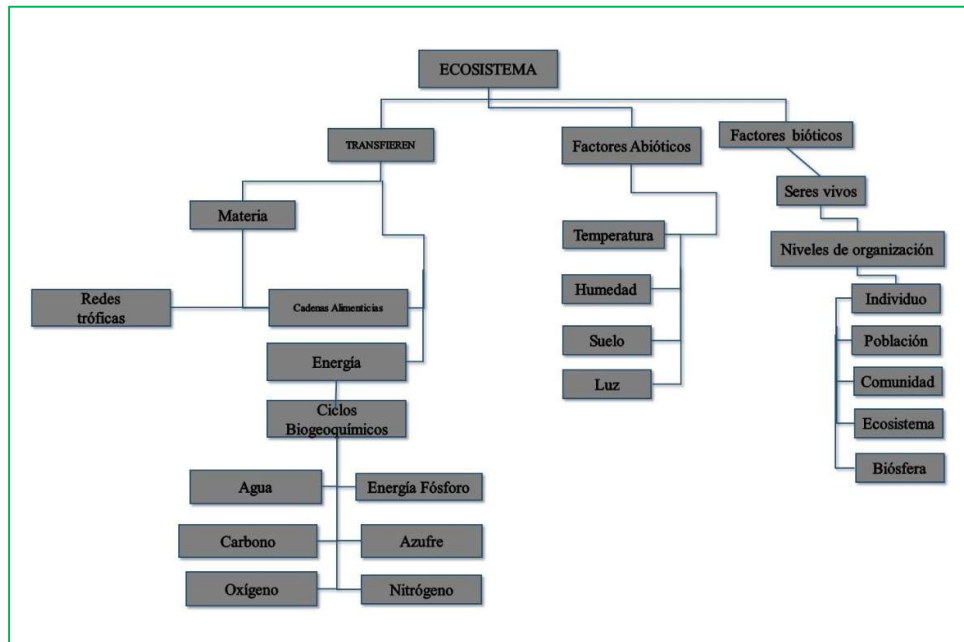 ECOSISTEMA
TRANSFIEREN
Factores Abióticos
Factores bióticos
Seres vivos
Materia
Temperatura
Niveles de organización
Redes
tróficas
Cadenas Alimenticias
Humedad
Individuo
Suelo
Población
Energía
Luz
Comunidad
Ciclos
Biogeoquímicos
Ecosistema
Biósfera
Agua
Energía Fósforo
Carbono
Azufre
Oxígeno
Nitrógeno